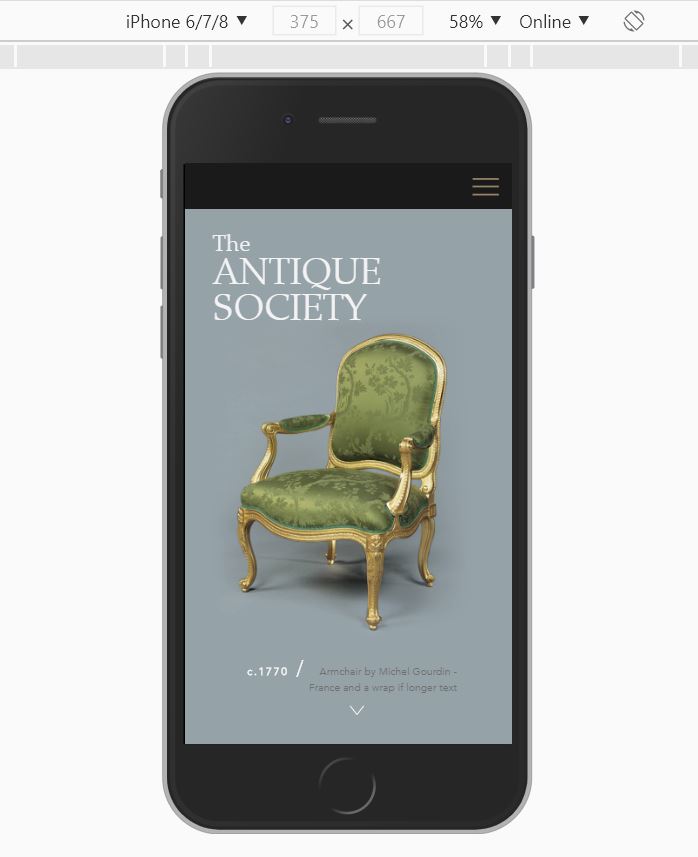 iPhone 6/7/8 ▼ 375 × 667 58% ▼ Online ▼
The
ANTIQUE
SOCIETY
c.1770 / Armchair by Michel Gourdin -
France and a wrap if longer text